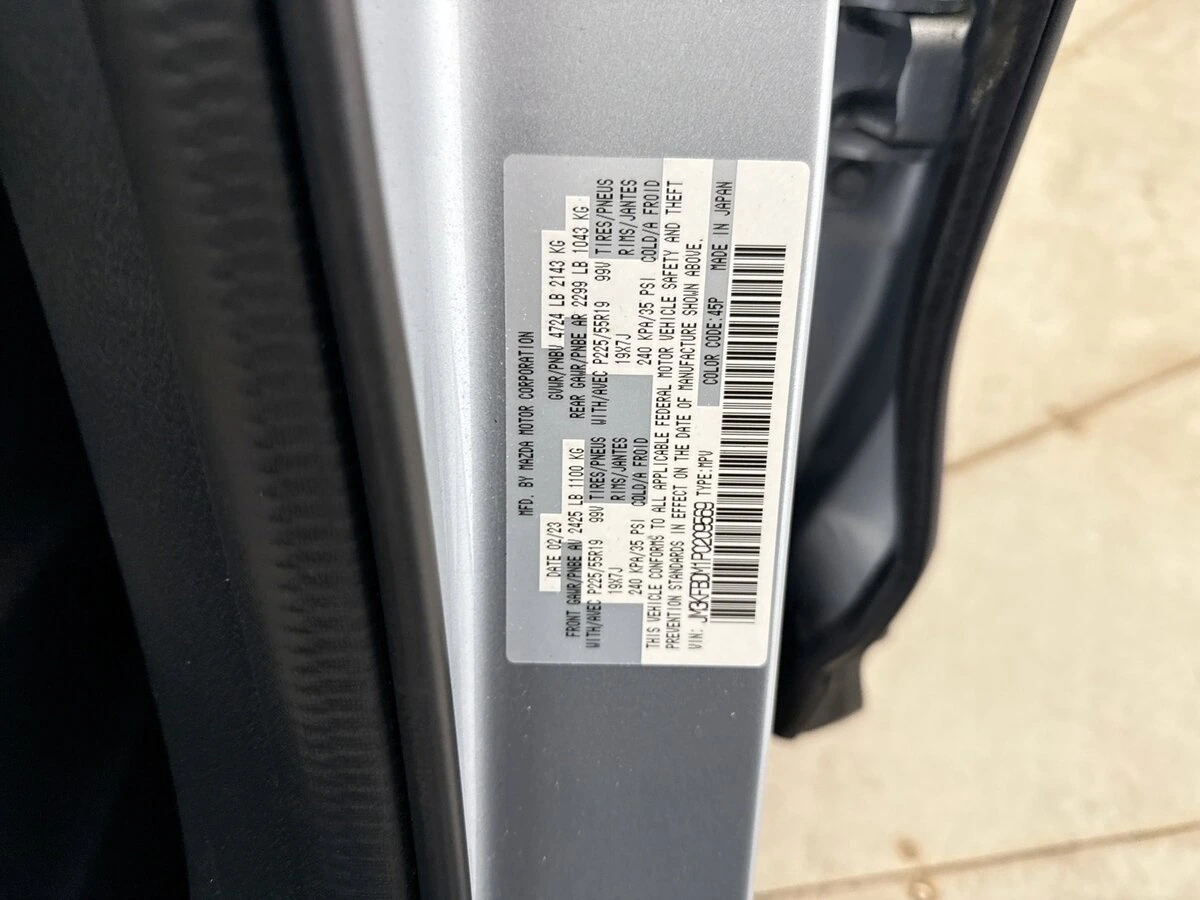 MFD. BY MAZDA MOTOR CORPORATION
DATE 02/23 GVWR/PNBV 4724 LB 2143 KG
FRONT GAWR/PNBE AV 2425 LB 1100 KG REAR GAWR/PNBE AR 2299 LB 1043 KG
WITH/AVEC P225/55R19 99V TIRES/PNEUS WITH/AVEC P225/55R19 99V TIRES/PNEUS
19X7J RIMS/JANTES 19X7J RIMS/JANTES
240 KPA/35 PSI COLD/A FROID 240 KPA/35 PSI COLD/A FROID
THIS VEHICLE CONFORMS TO ALL APPLICABLE FEDERAL MOTOR VEHICLE SAFETY AND THEFT
PREVENTION STANDARDS IN EFFECT ON THE DATE OF MANUFACTURE SHOWN ABOVE.
VIN: JM3KFBDM1P0209569 TYPE:MPV COLOR CODE:45P MADE IN JAPAN